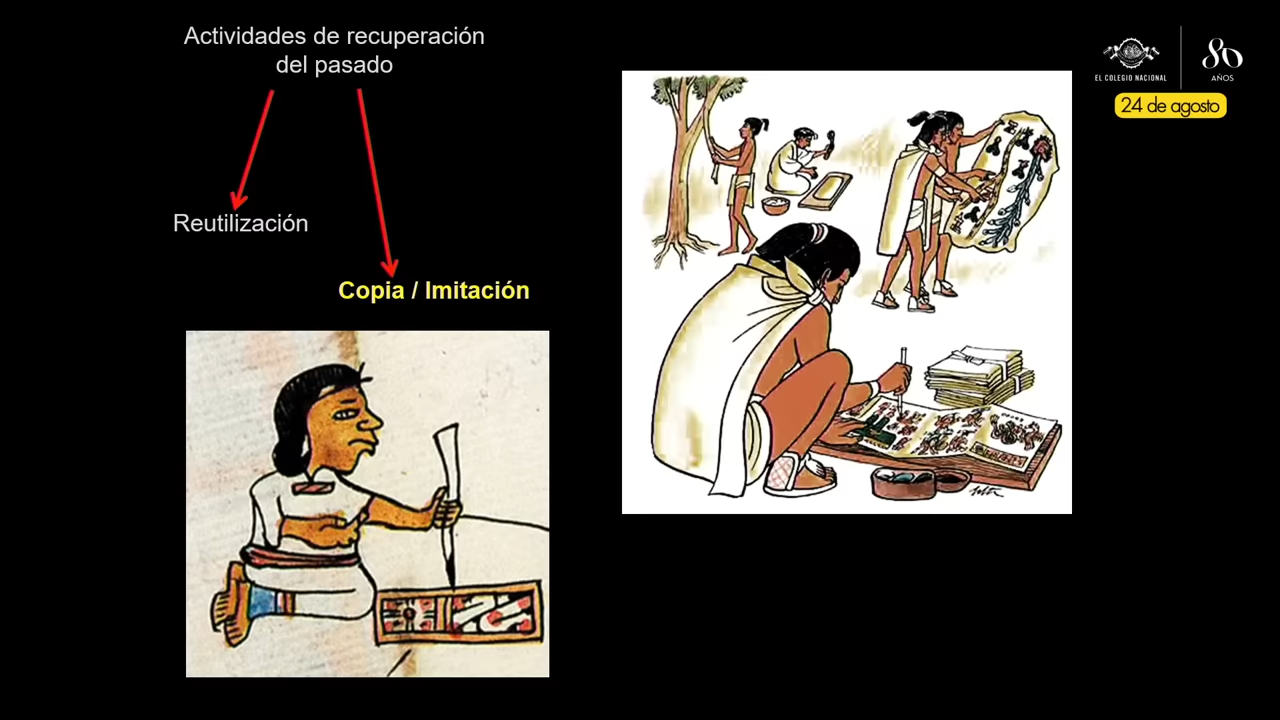 Actividades de recuperación
del pasado
Reutilización
Copia / Imitación
EL COLEGIO NACIONAL
80
AÑOS
24 de agosto